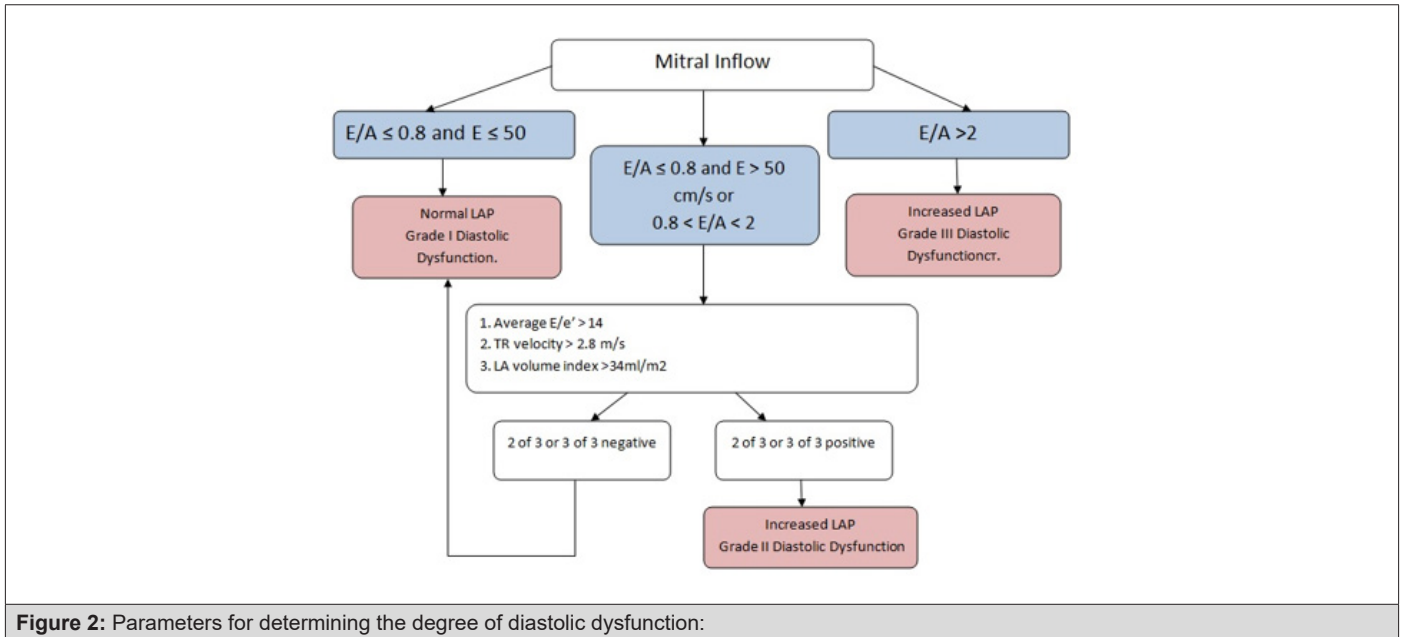 Mitral Inflow
E/A ≤ 0.8 and E ≤ 50
E/A ≤ 0.8 and E > 50
cm/s or
0.8 < E/A < 2
E/A >2
Normal LAP
Grade I Diastolic
Dysfunction.
Increased LAP
Grade III Diastolic
Dysfunctionст.
1. Average E/e' > 14
2. TR velocity > 2.8 m/s
3. LA volume index >34ml/m2
2 of 3 or 3 of 3 negative
2 of 3 or 3 of 3 positive
Increased LAP
Grade II Diastolic Dysfunction
Figure 2: Parameters for determining the degree of diastolic dysfunction: